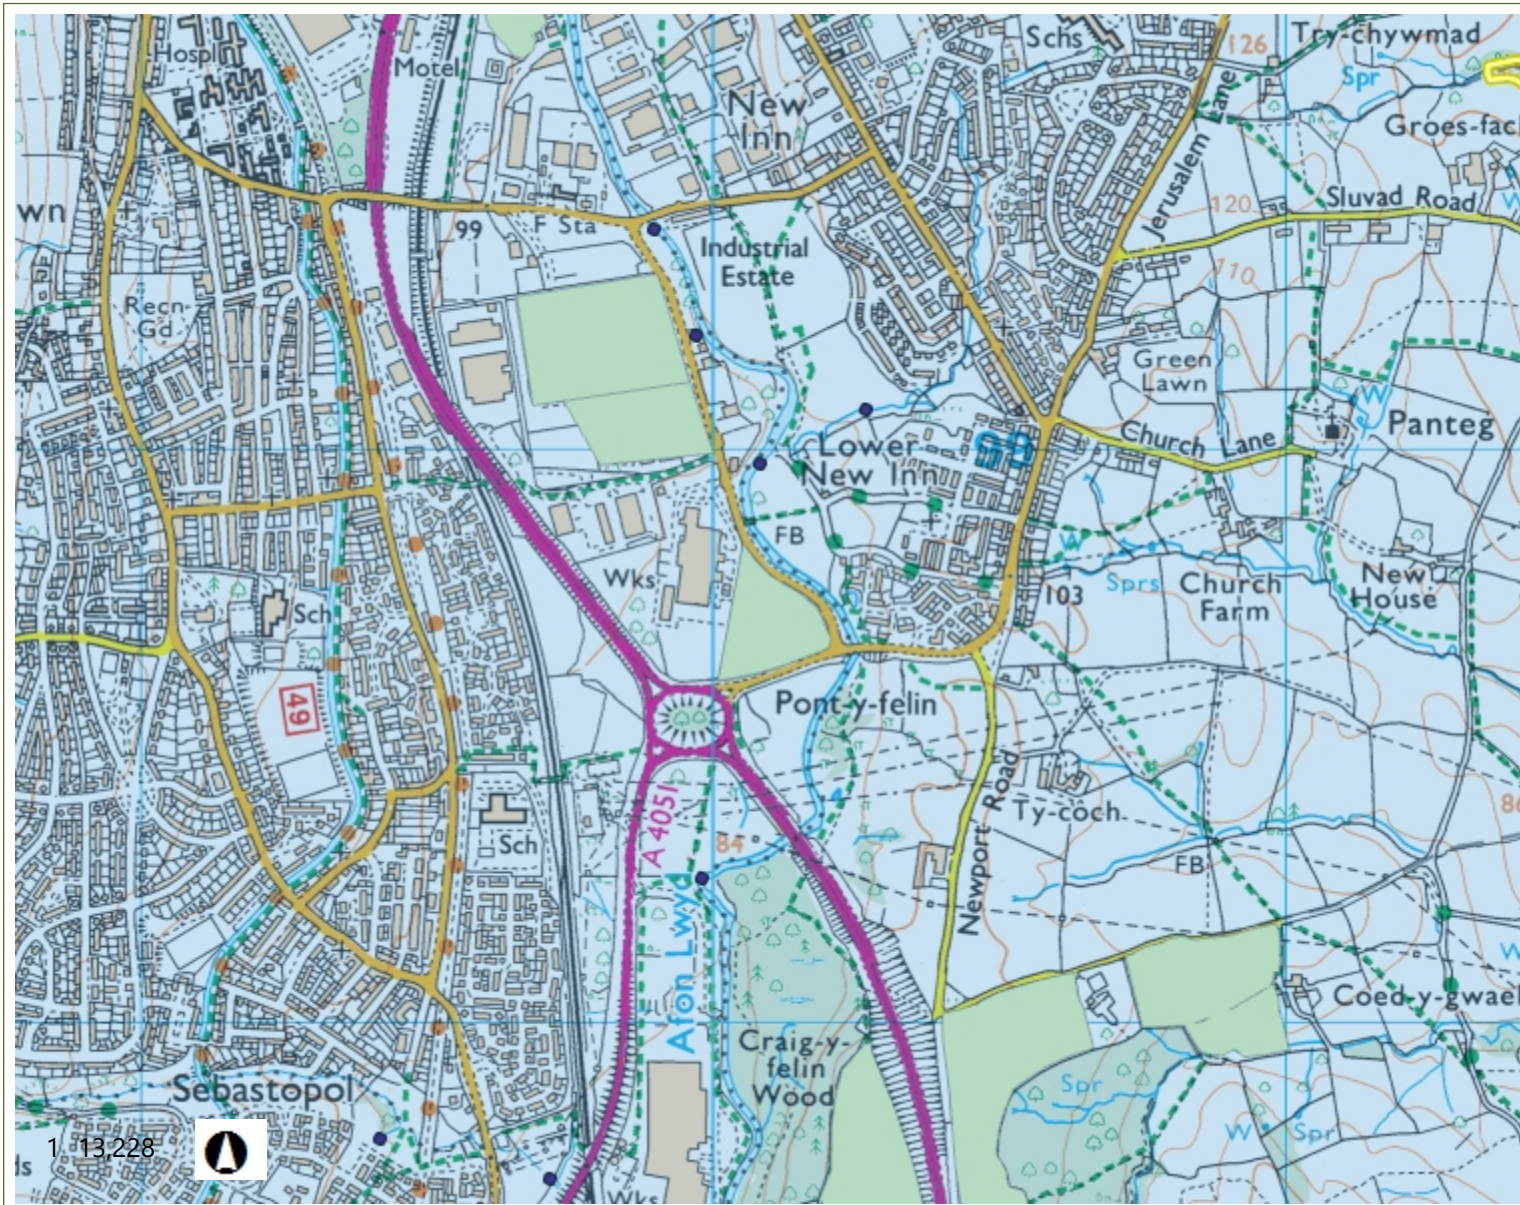 Hospl
Motel
Schs
126
Try-chywmad
Spr
New
Inn
Groes-fac
Jerusalem Lane
wn
99
F Sta
120
Sluvad Road
W
Industrial
Estate
110
Recn
Gd
Green
Lawn
W
Panteg
Church Lane
Lower
New Inn
FB
W
Sprs
Church
Farm
New
House
103
Wks
Sch
49
Pont-y-felin
Newport Road
Ty-coch
86
A 4051
84
Sch
FB
Afon Lwyd
W
Coed-y-gwael
Craig-y-
felin
Wood
Spr
Sebastopol
W
Spr
1 13,228
ds
Wks